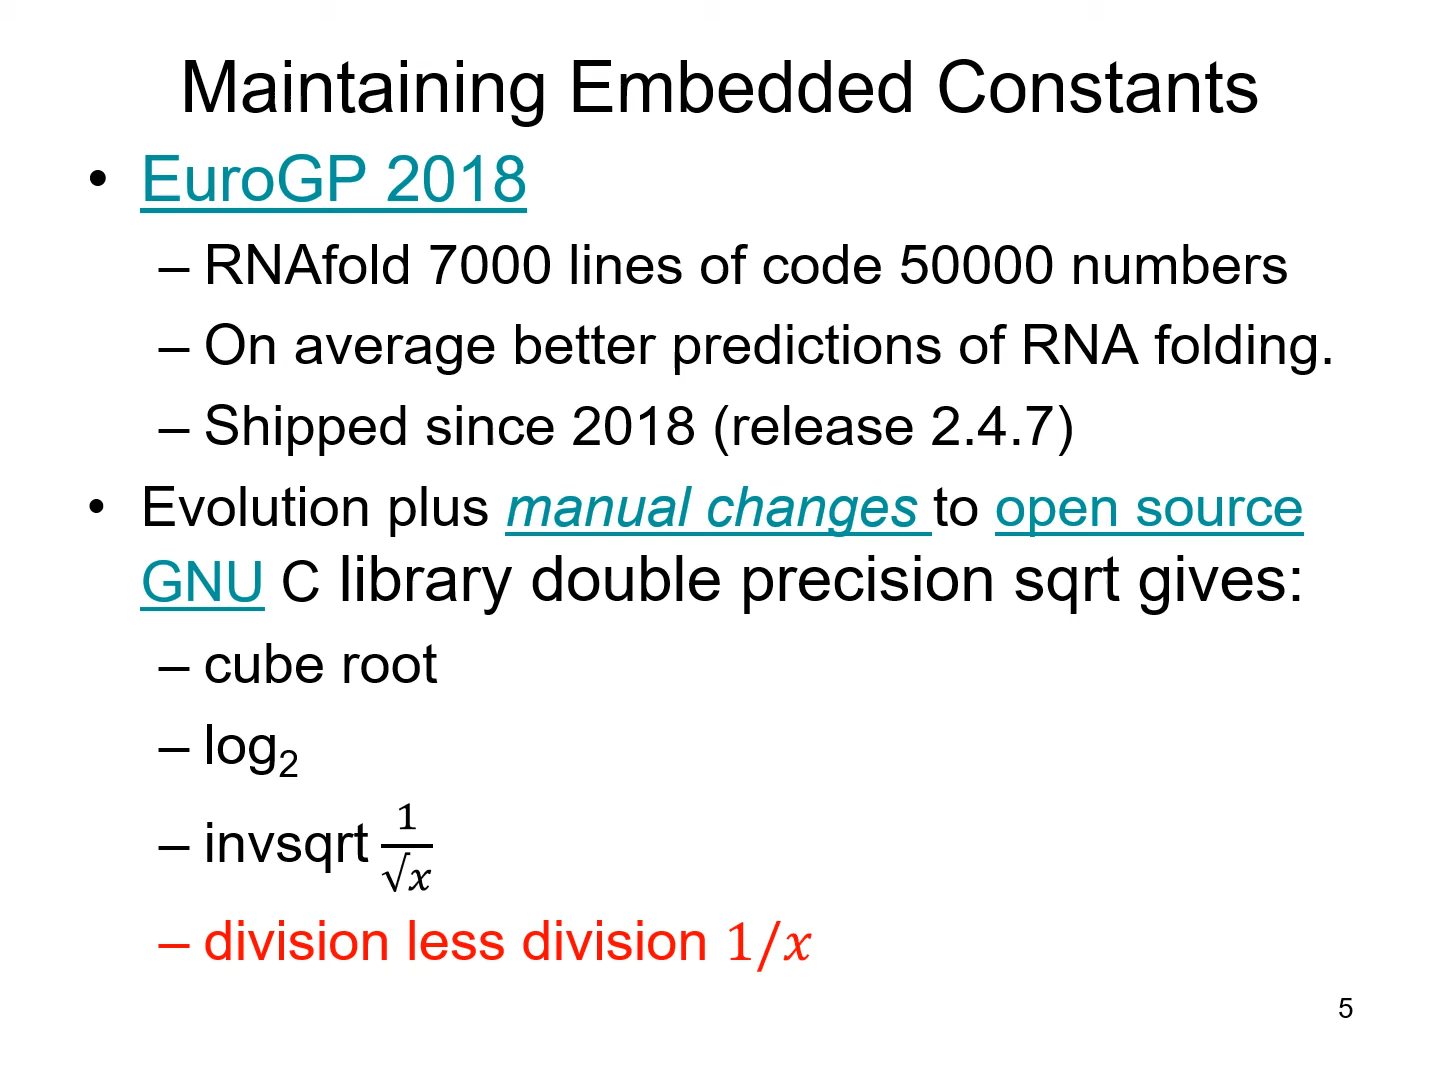 Maintaining Embedded Constants
• EuroGP 2018
– RNAfold 7000 lines of code 50000 numbers
– On average better predictions of RNA folding.
– Shipped since 2018 (release 2.4.7)
• Evolution plus manual changes to open source
GNU C library double precision sqrt gives:
– cube root
– log₂
– invsqrt 1/√x
– division less division 1/x
5